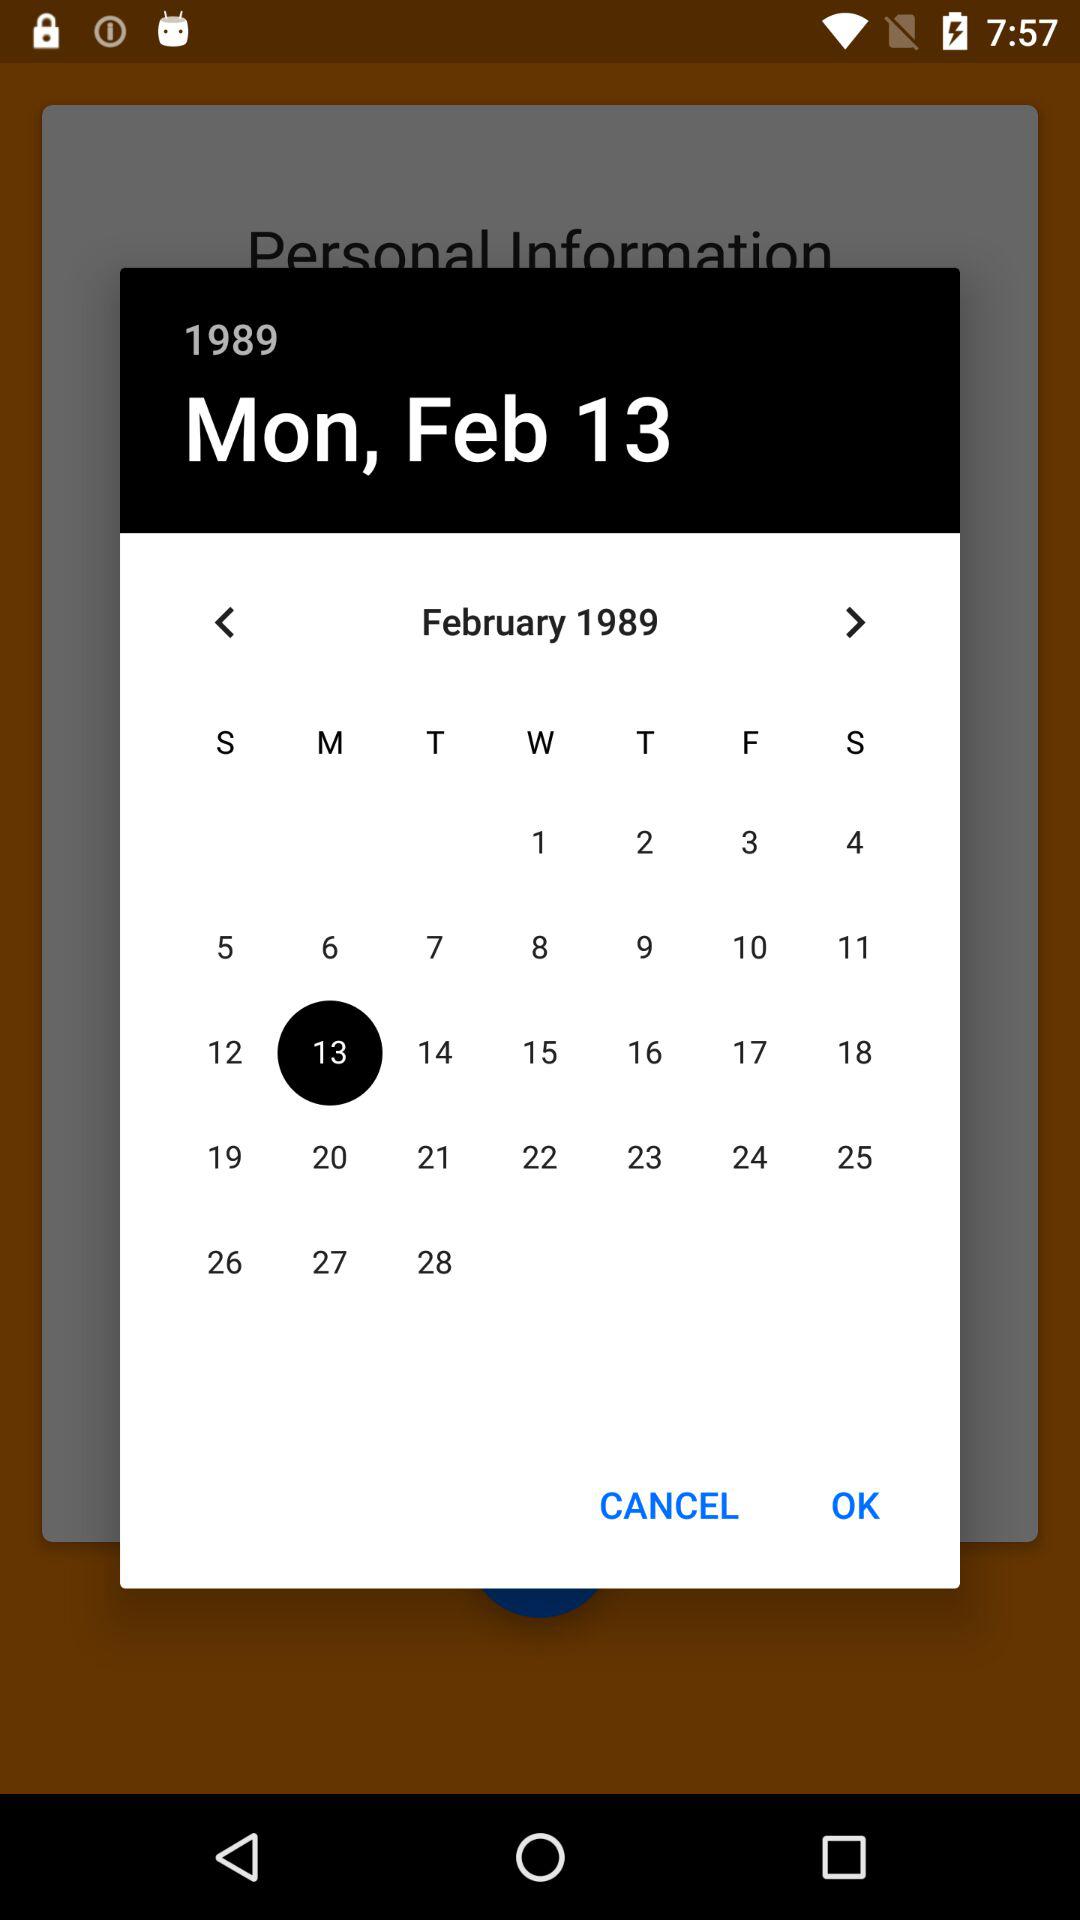 7:57
Personal Information
1989
Mon, Feb 13
February 1989
S M T W T F S
1 2 3 4
5 6 7 8 9 10 11
12 13 14 15 16 17 18
19 20 21 22 23 24 25
26 27 28
CANCEL OK